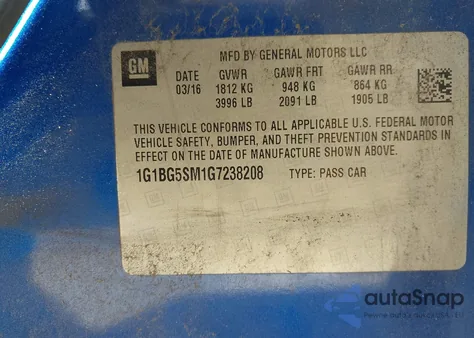 MFD BY GENERAL MOTORS LLC
GM
DATE GVWR GAWR FRT GAWR RR
03/16 1812 KG 948 KG 864 KG
3996 LB 2091 LB 1905 LB
THIS VEHICLE CONFORMS TO ALL APPLICABLE U.S. FEDERAL MOTOR
VEHICLE SAFETY, BUMPER, AND THEFT PREVENTION STANDARDS IN
EFFECT ON THE DATE OF MANUFACTURE SHOWN ABOVE.
1G1BG5SM1G7238208 TYPE: PASS CAR
autoSnap